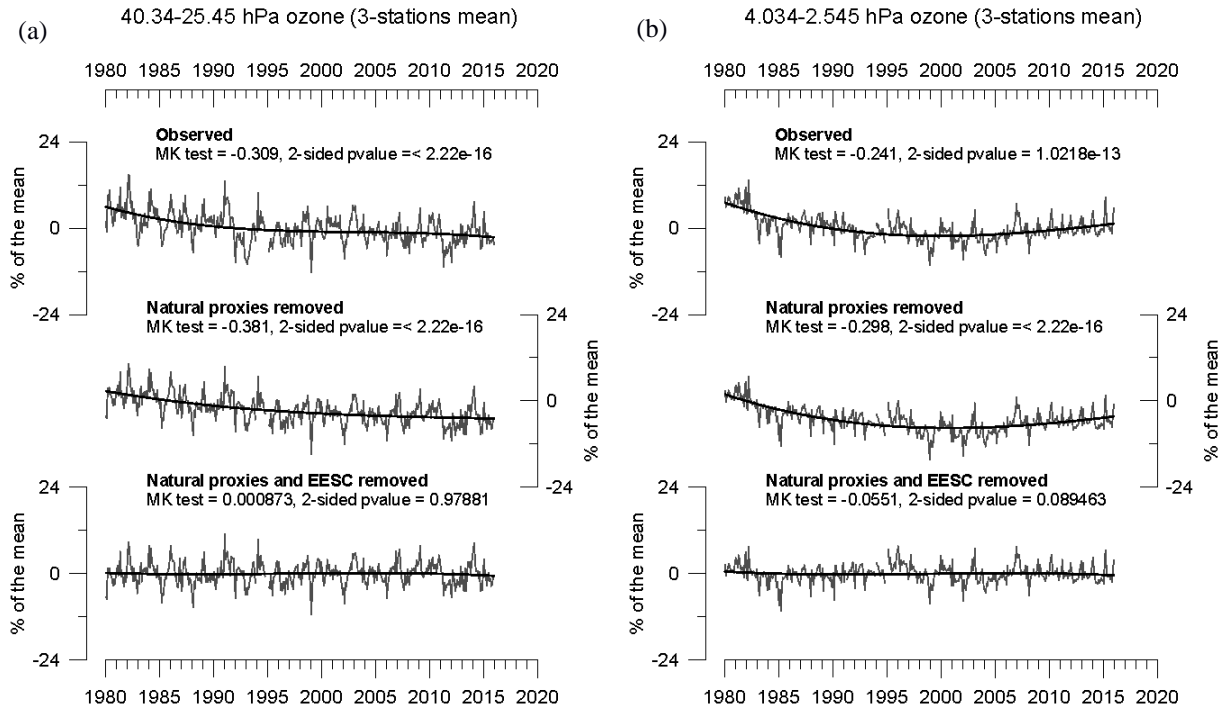 (a)
40.34-25.45 hPa ozone (3-stations mean)
1980 1985 1990 1995 2000 2005 2010 2015 2020
24
0
-24
% of the mean
Observed
MK test = -0.309, 2-sided pvalue =< 2.22e-16
Natural proxies removed
MK test = -0.381, 2-sided pvalue =< 2.22e-16
24
0
-24
% of the mean
Natural proxies and EESC removed
MK test = 0.000873, 2-sided pvalue = 0.97881
24
0
-24
% of the mean
1980 1985 1990 1995 2000 2005 2010 2015 2020
(b)
4.034-2.545 hPa ozone (3-stations mean)
1980 1985 1990 1995 2000 2005 2010 2015 2020
24
0
-24
% of the mean
Observed
MK test = -0.241, 2-sided pvalue = 1.0218e-13
Natural proxies removed
MK test = -0.298, 2-sided pvalue =< 2.22e-16
24
0
-24
% of the mean
Natural proxies and EESC removed
MK test = -0.0551, 2-sided pvalue = 0.089463
24
0
-24
% of the mean
1980 1985 1990 1995 2000 2005 2010 2015 2020